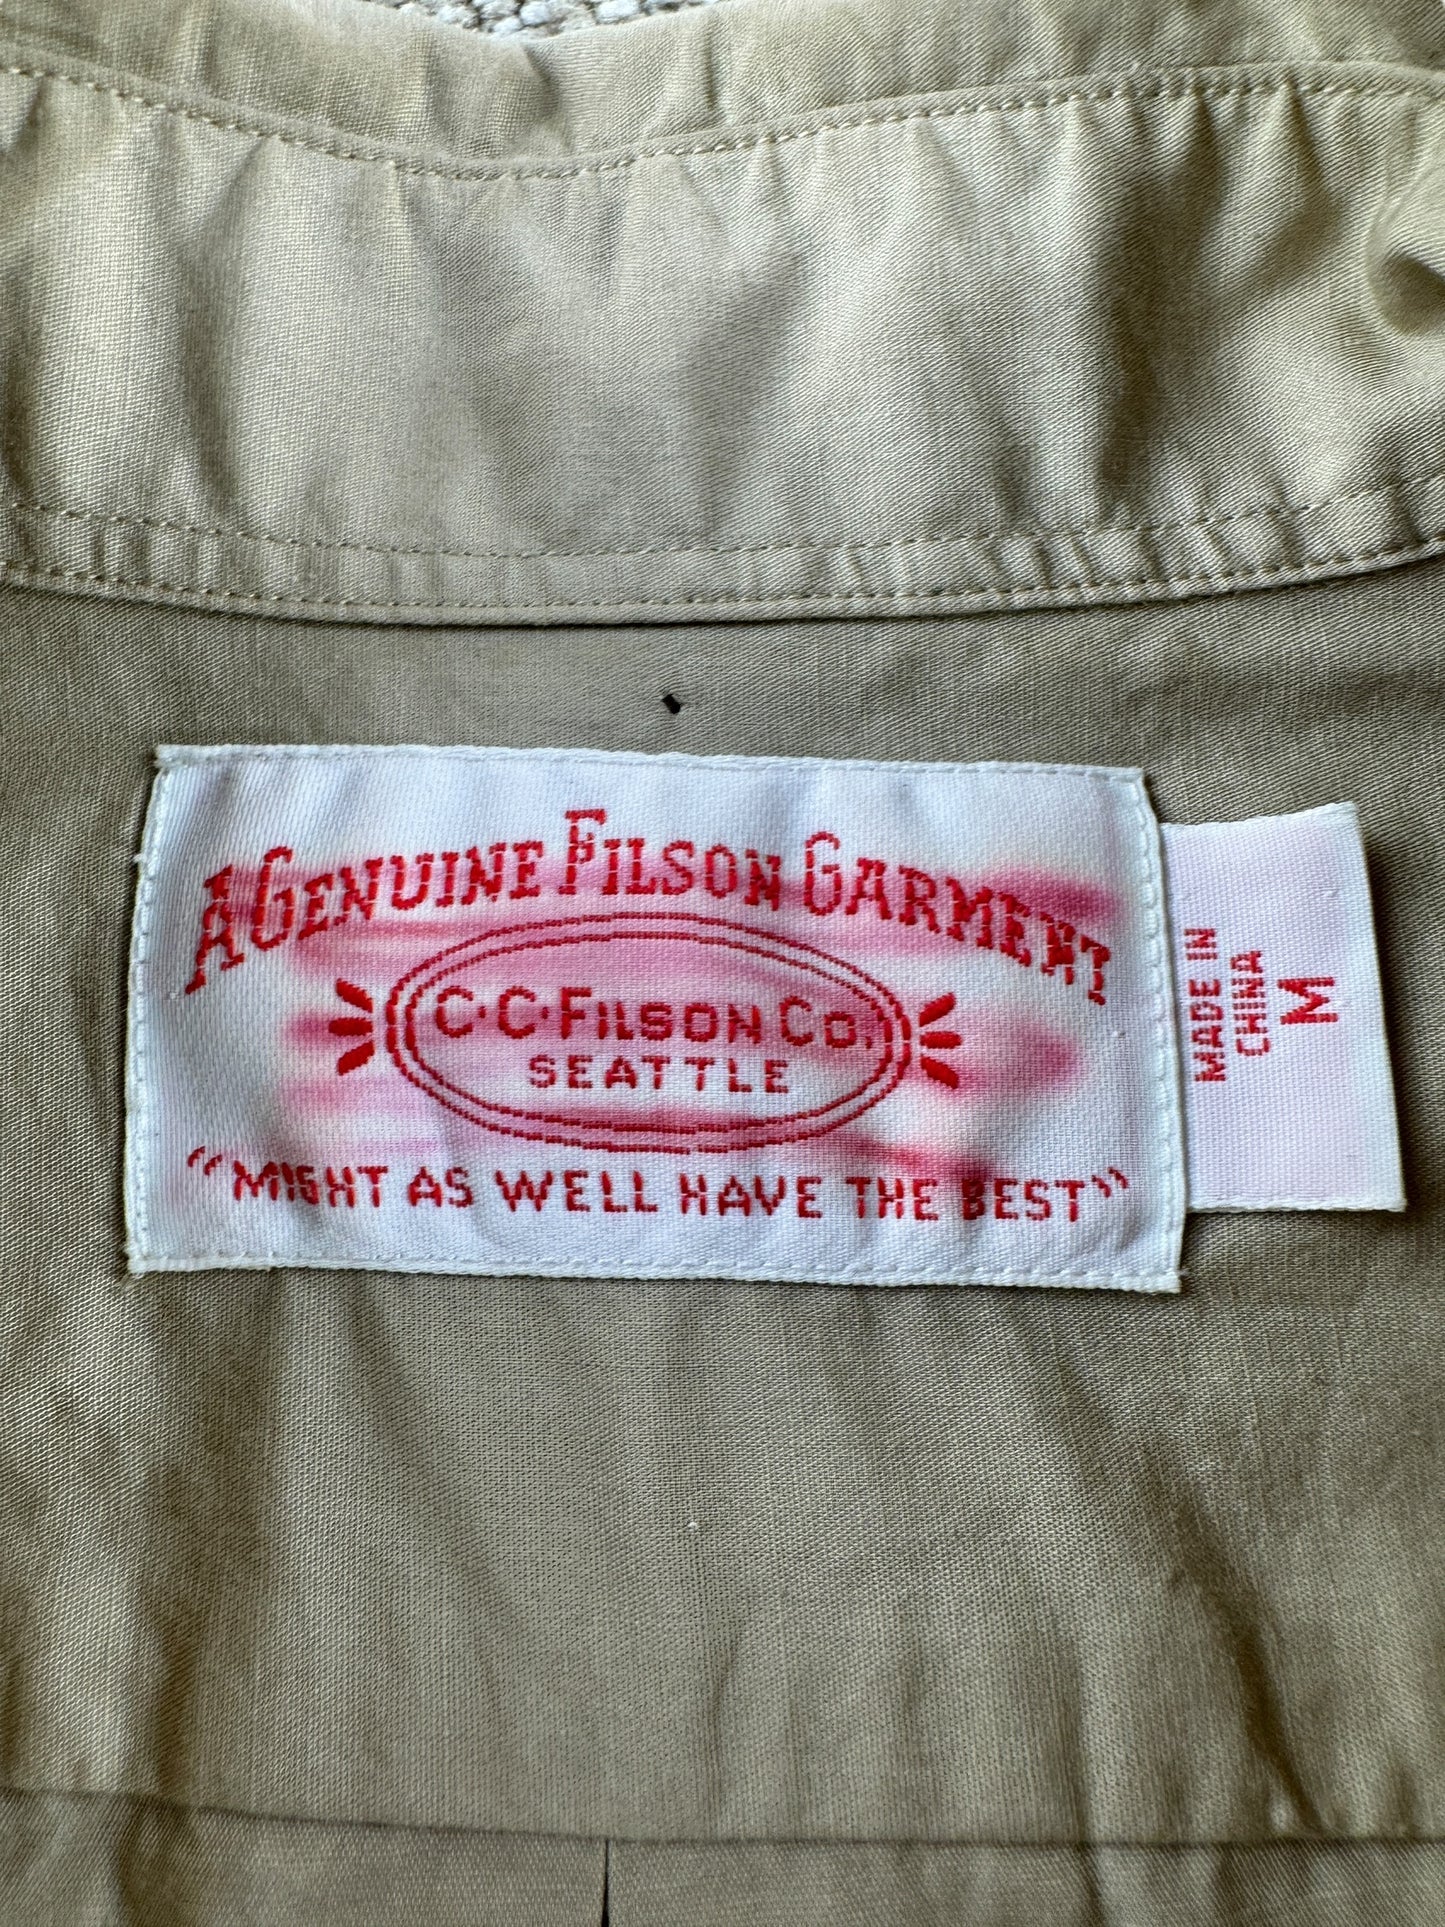 A GENUINE FILSON GARMENT
C·C·FILSON CO.
SEATTLE
"MIGHT AS WELL HAVE THE BEST"
MADE IN
CHINA
M